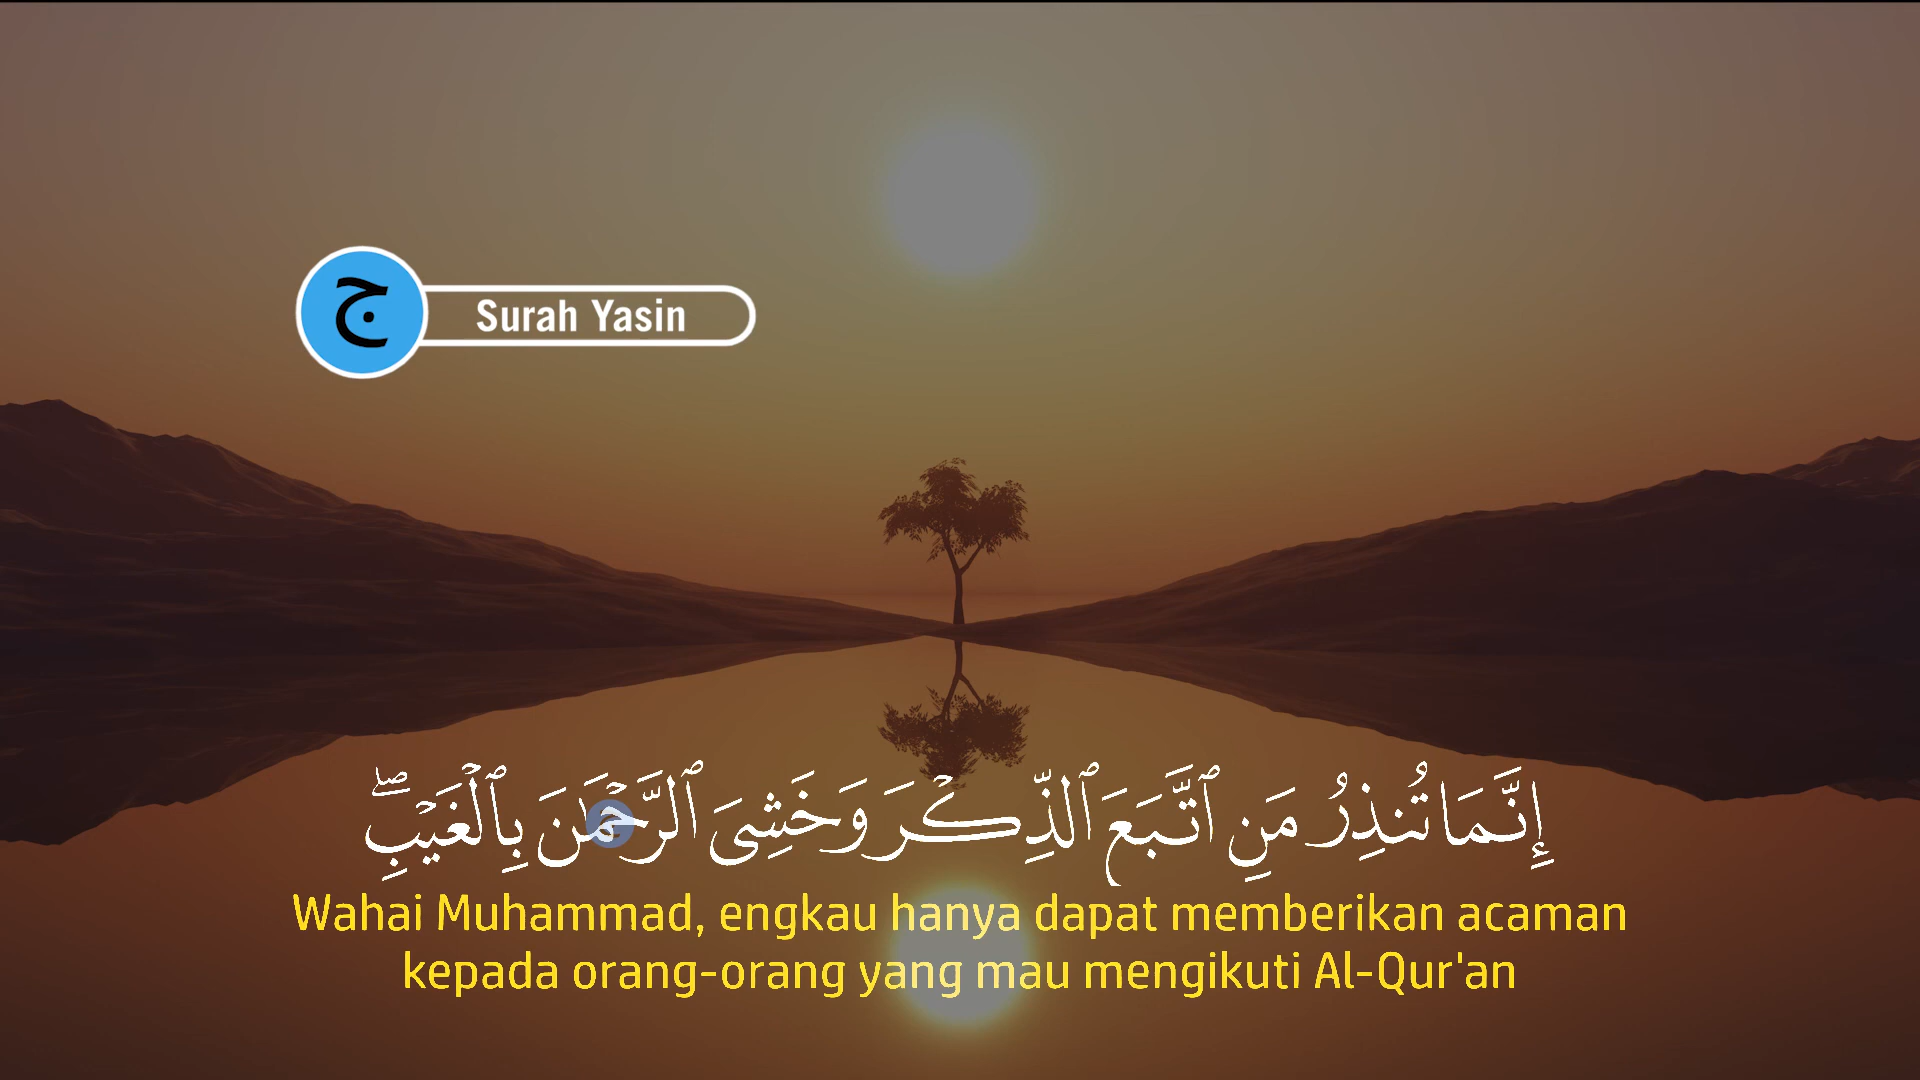 ج
Surah Yasin
إِنَّمَا تُنذِرُ مَنِ ٱتَّبَعَ ٱلذِّكْرَ وَخَشِىَ ٱلرَّحْمَٰنَ بِٱلْغَيْبِ ۖ
Wahai Muhammad, engkau hanya dapat memberikan acaman
kepada orang-orang yang mau mengikuti Al-Qur'an